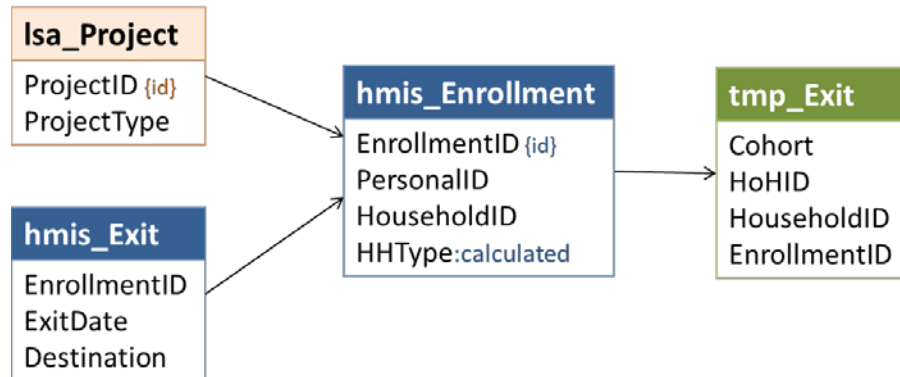 lsa_Project
ProjectID {id}
ProjectType
hmis_Exit
EnrollmentID
ExitDate
Destination
hmis_Enrollment
EnrollmentID {id}
PersonalID
HouseholdID
HHType:calculated
tmp_Exit
Cohort
HoHID
HouseholdID
EnrollmentID